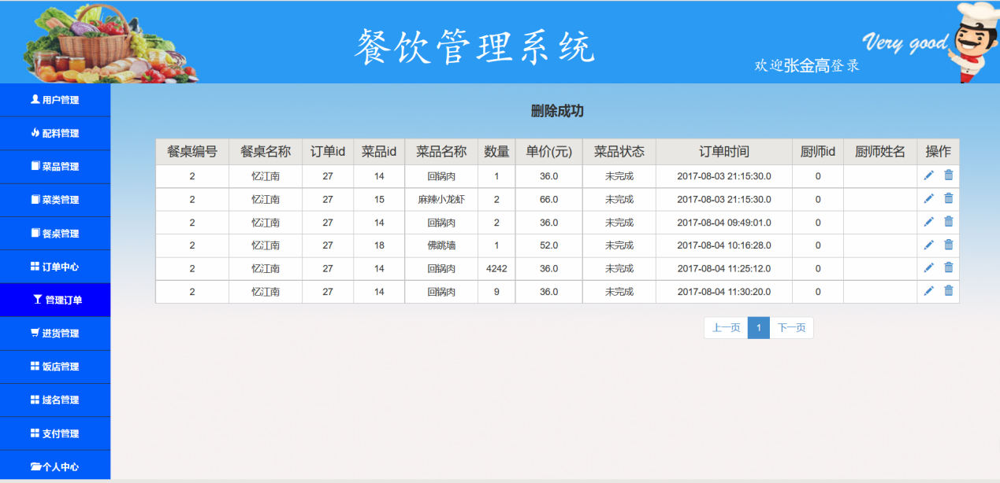 餐饮管理系统
Very good
欢迎张金高登录
用户管理
配料管理
菜品管理
菜类管理
餐桌管理
订单中心
管理订单
进货管理
饭店管理
域名管理
支付管理
个人中心
删除成功
餐桌编号 餐桌名称 订单id 菜品id 菜品名称 数量 单价(元) 菜品状态 订单时间 厨师id 厨师姓名 操作
2 忆江南 27 14 回锅肉 1 36.0 未完成 2017-08-03 21:15:30.0 0
2 忆江南 27 15 麻辣小龙虾 2 66.0 未完成 2017-08-03 21:15:30.0 0
2 忆江南 27 14 回锅肉 2 36.0 未完成 2017-08-04 09:49:01.0 0
2 忆江南 27 18 佛跳墙 1 52.0 未完成 2017-08-04 10:16:28.0 0
2 忆江南 27 14 回锅肉 4242 36.0 未完成 2017-08-04 11:25:12.0 0
2 忆江南 27 14 回锅肉 9 36.0 未完成 2017-08-04 11:30:20.0 0
上一页 1 下一页